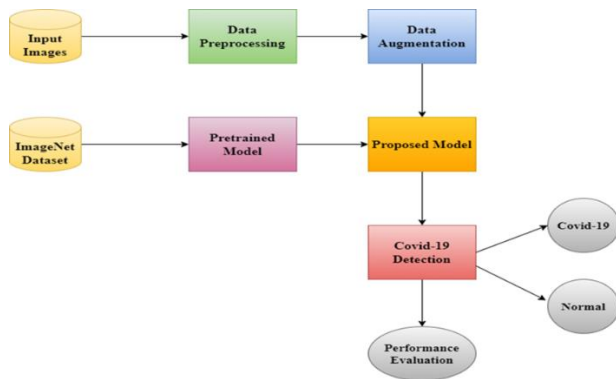 Input
Images
Data
Preprocessing
Data
Augmentation
ImageNet
Dataset
Pretrained
Model
Proposed Model
Covid-19
Detection
Covid-19
Normal
Performance
Evaluation